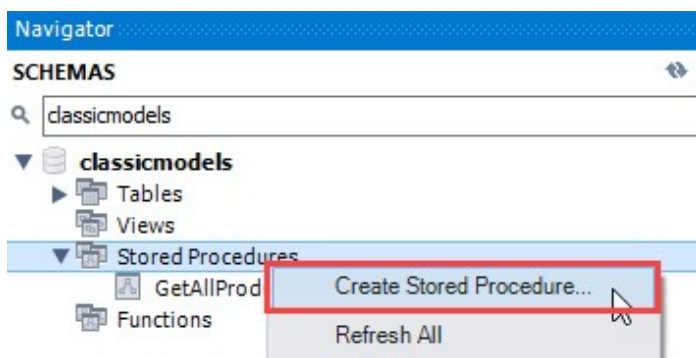 Navigator
SCHEMAS
classicmodels
classicmodels
Tables
Views
Stored Procedures
GetAllProd
Create Stored Procedure...
Functions
Refresh All